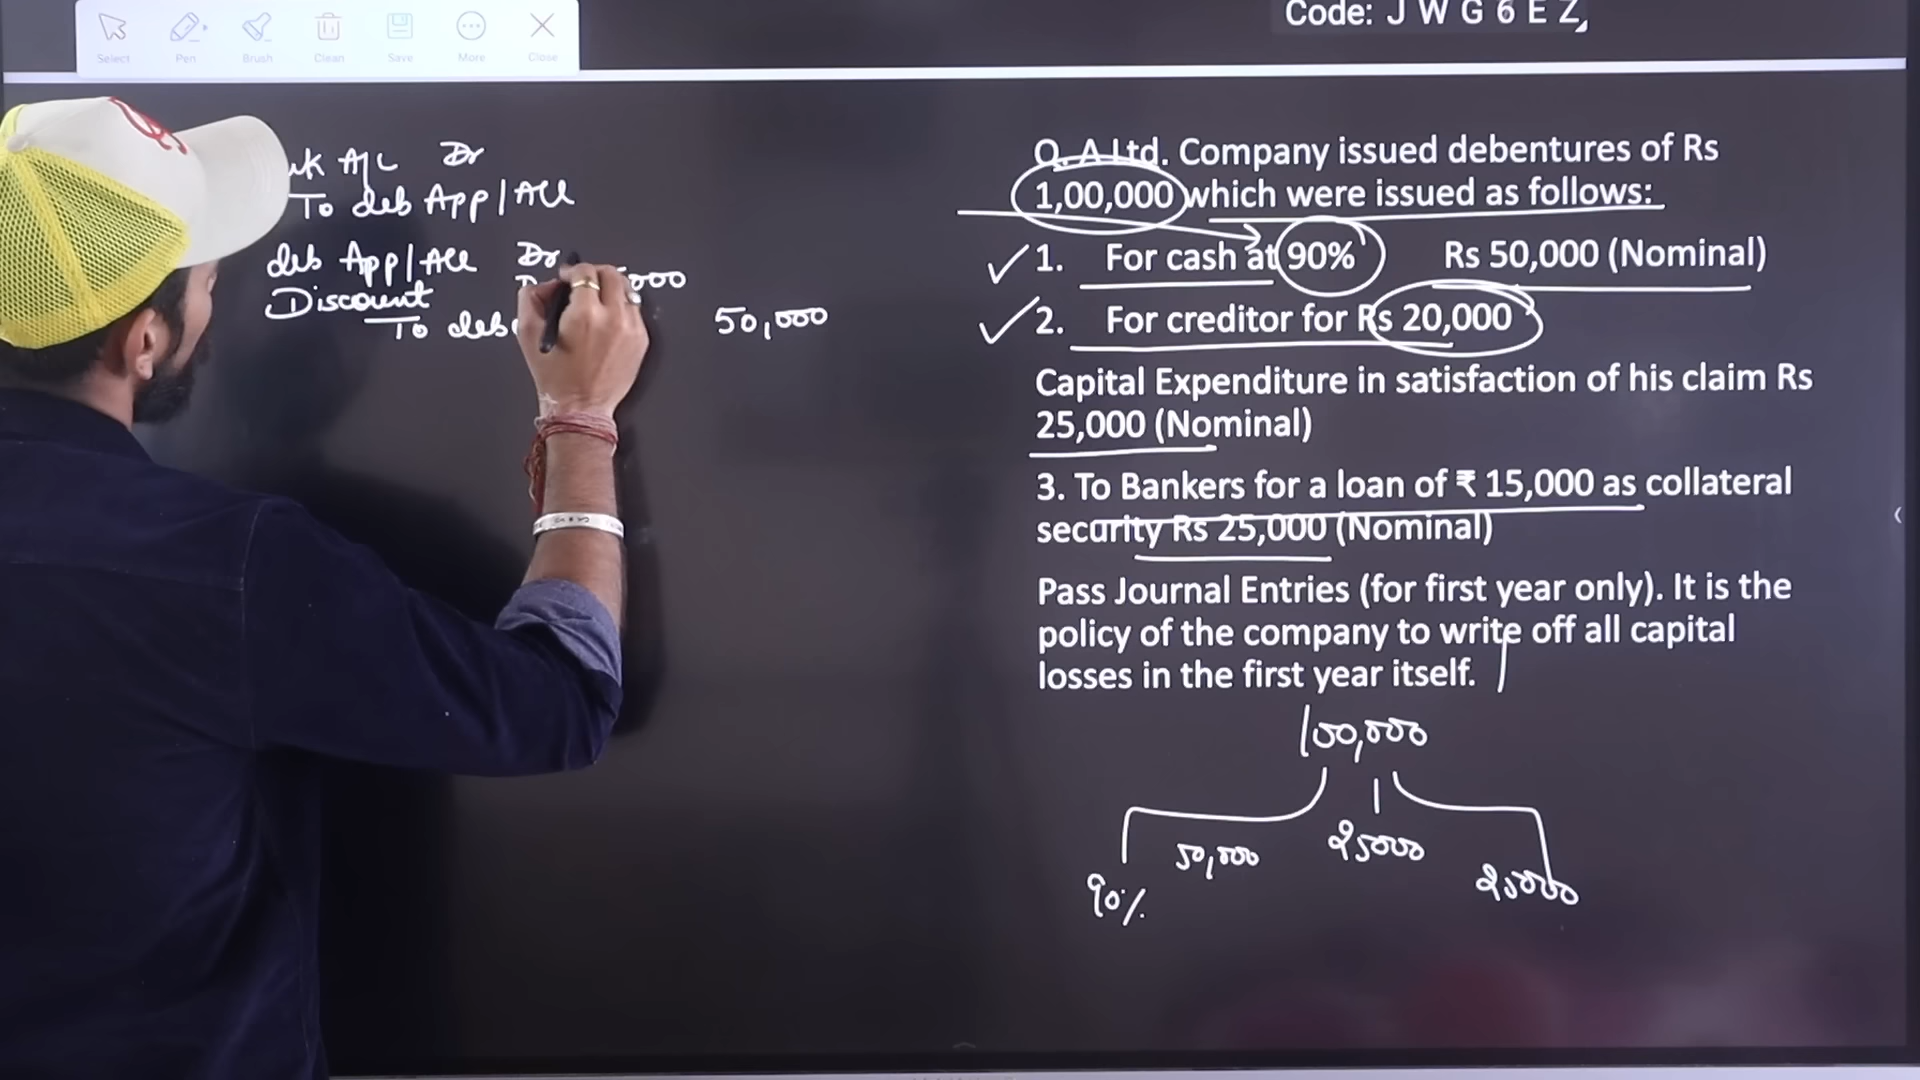 Select Pen Brush Clean Save More Close
Code: J W G 6 E Z
A/C Dr
To deb App/All
deb App/All Dr
Discount
To deb
50,000
Q. A Ltd. Company issued debentures of Rs
1,00,000 which were issued as follows:
1. For cash at 90% Rs 50,000 (Nominal)
2. For creditor for Rs 20,000
Capital Expenditure in satisfaction of his claim Rs
25,000 (Nominal)
3. To Bankers for a loan of ₹ 15,000 as collateral
security Rs 25,000 (Nominal)
Pass Journal Entries (for first year only). It is the
policy of the company to write off all capital
losses in the first year itself.
100,000
50,000 25000
90%